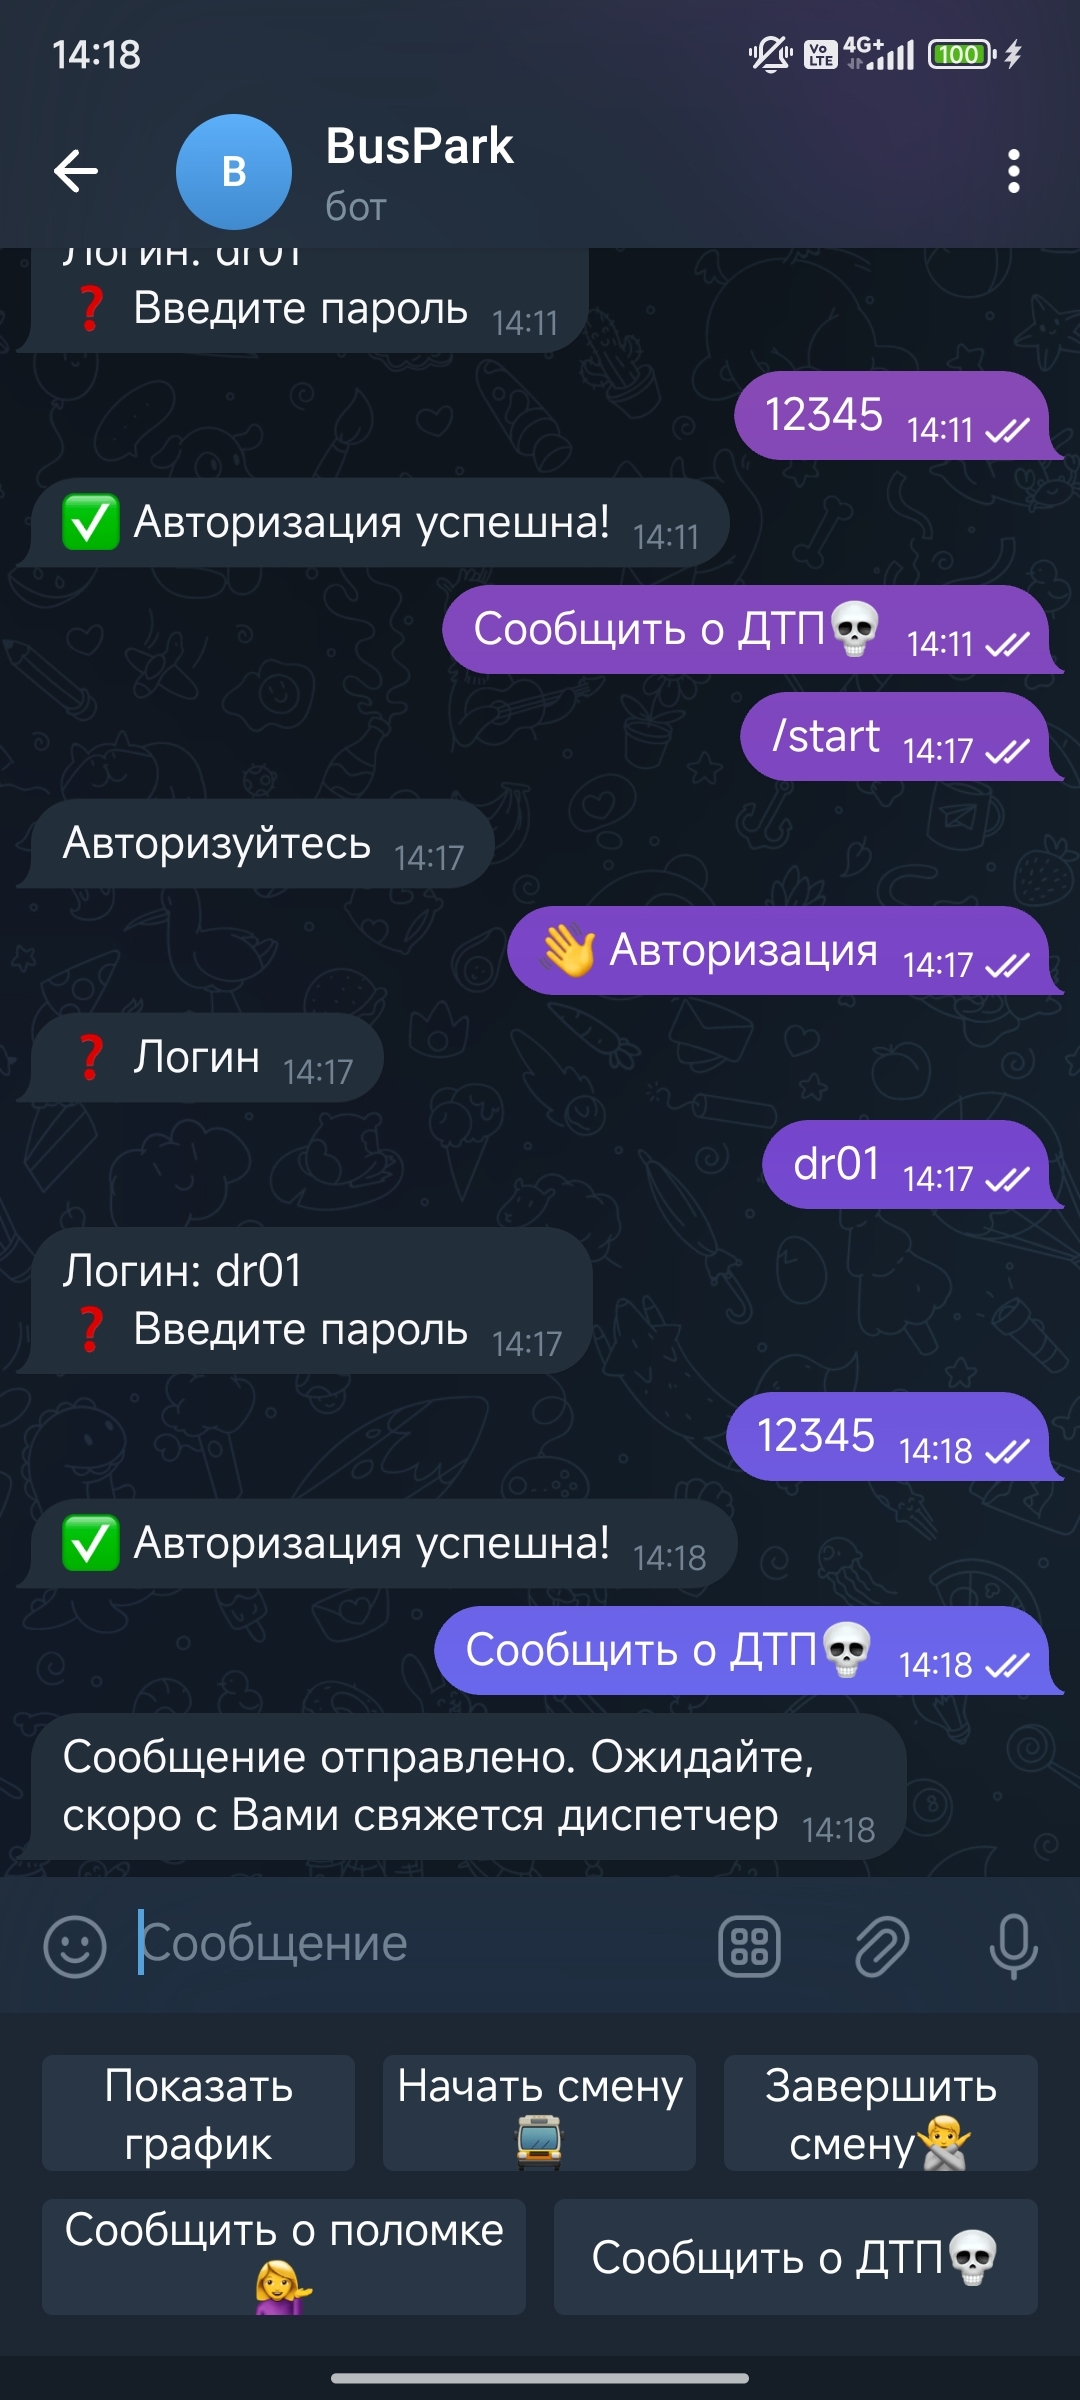 14:18
Vo LTE 4G+ 100
B
BusPark
бот
Логин: dr01
❓ Введите пароль 14:11
12345 14:11
✅ Авторизация успешна! 14:11
Сообщить о ДТП💀 14:11
/start 14:17
Авторизуйтесь 14:17
👋 Авторизация 14:17
❓ Логин 14:17
dr01 14:17
Логин: dr01
❓ Введите пароль 14:17
12345 14:18
✅ Авторизация успешна! 14:18
Сообщить о ДТП💀 14:18
Сообщение отправлено. Ожидайте,
скоро с Вами свяжется диспетчер 14:18
Сообщение
Показать
график
Начать смену
🚍
Завершить
смену🙅
Сообщить о поломке
💁‍♀️
Сообщить о ДТП💀